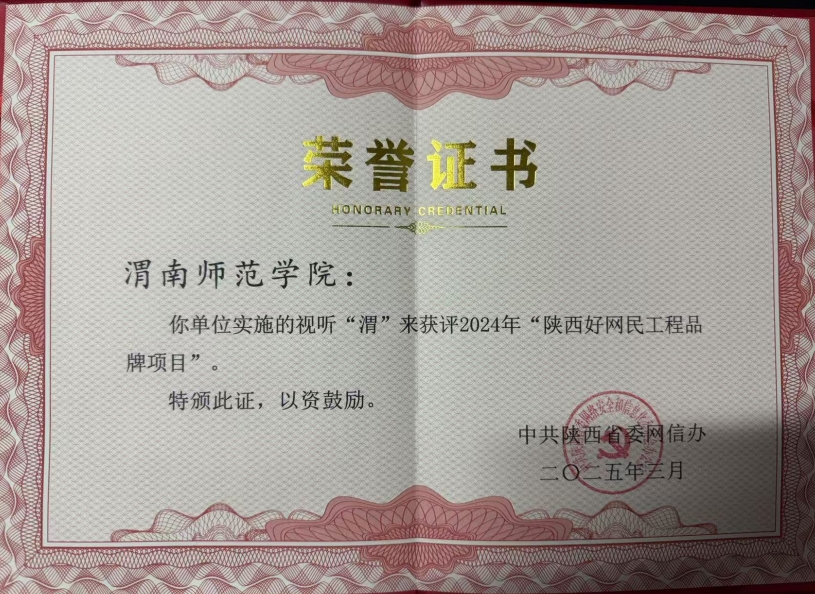 荣誉证书
HONORARY CREDENTIAL
渭南师范学院：
你单位实施的视听“渭”来获评2024年“陕西好网民工程品
牌项目”。
特颁此证，以资鼓励。
中共陕西省委网信办
二〇二五年三月